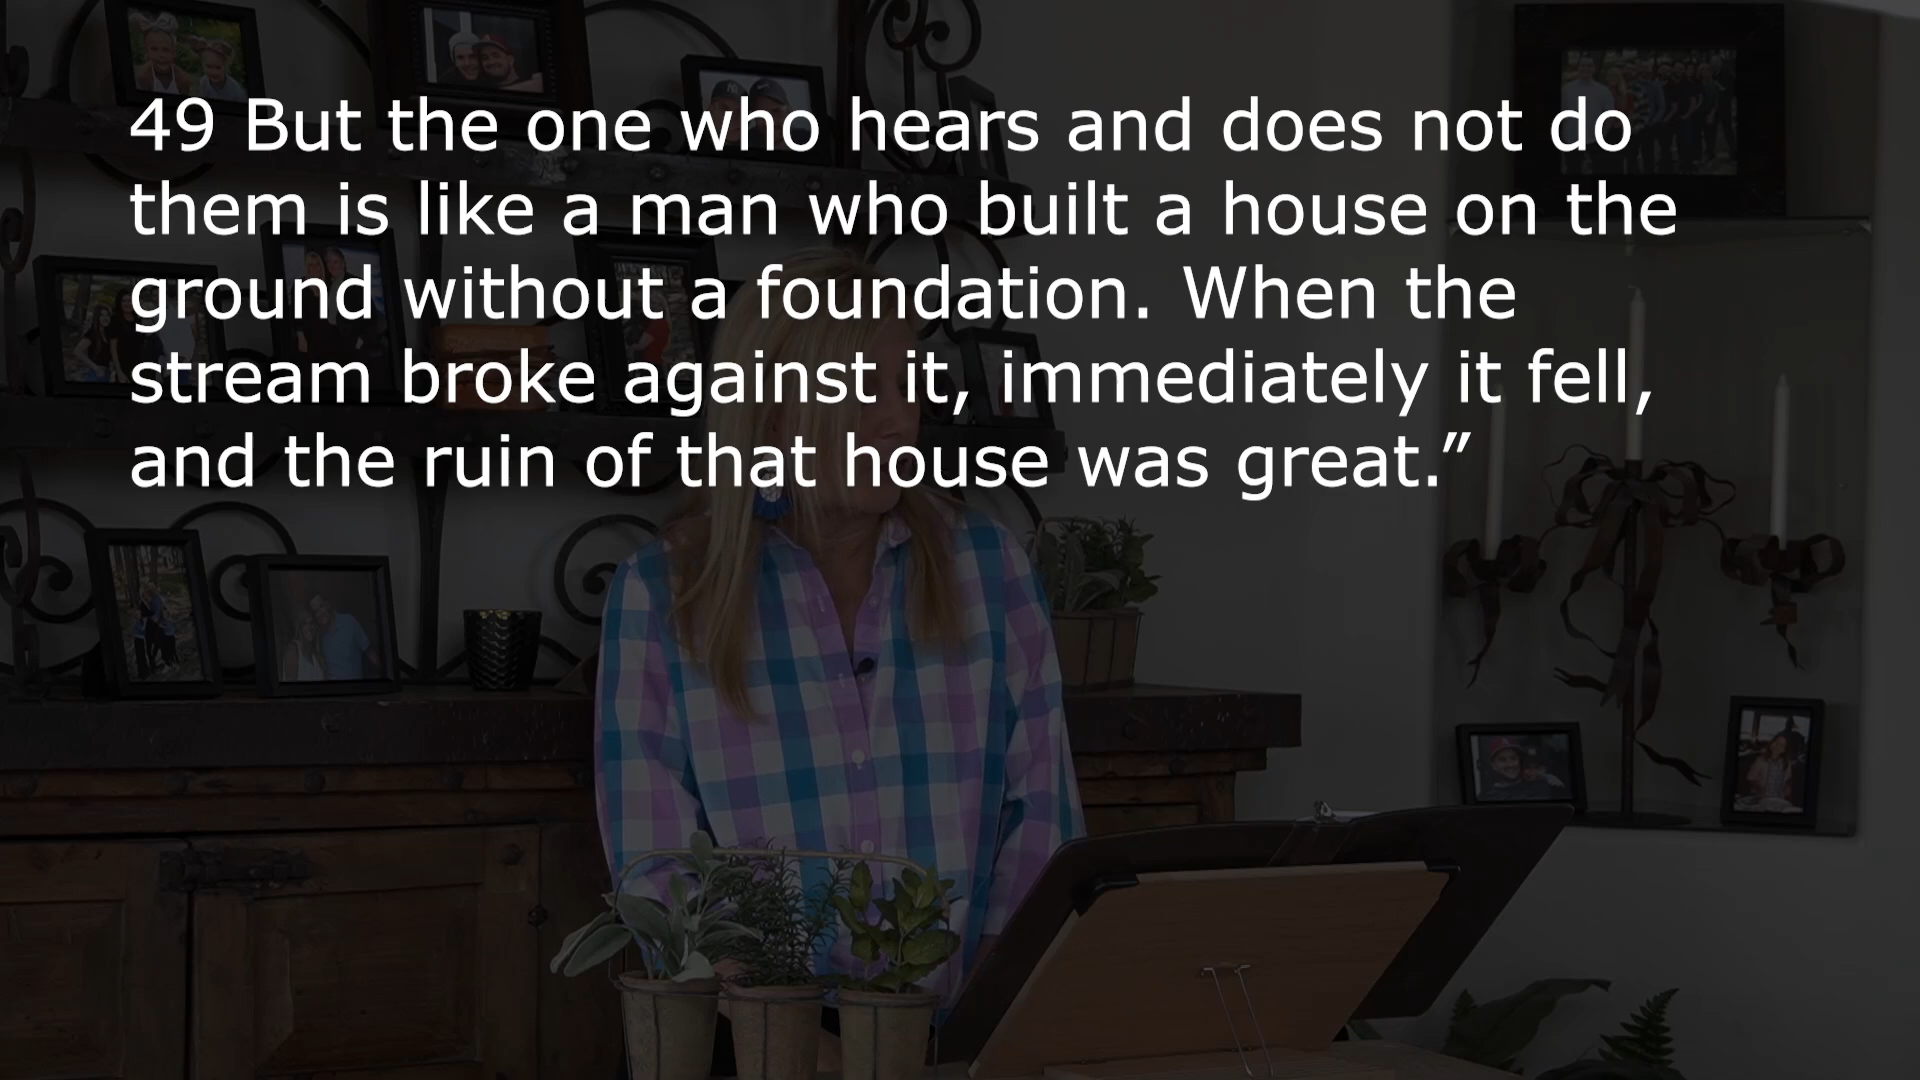 49 But the one who hears and does not do
them is like a man who built a house on the
ground without a foundation. When the
stream broke against it, immediately it fell,
and the ruin of that house was great.”